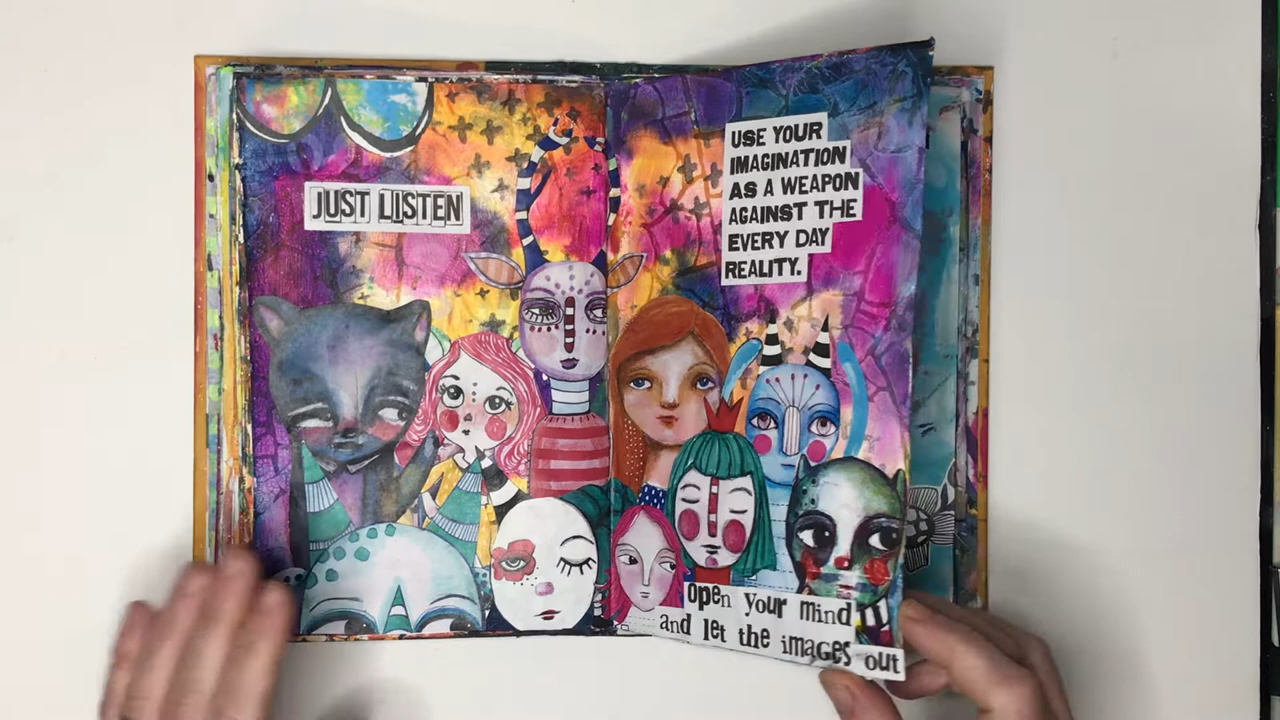 JUST LISTEN
USE YOUR
IMAGINATION
AS A WEAPON
AGAINST THE
EVERY DAY
REALITY.
open your mind
and let the images out